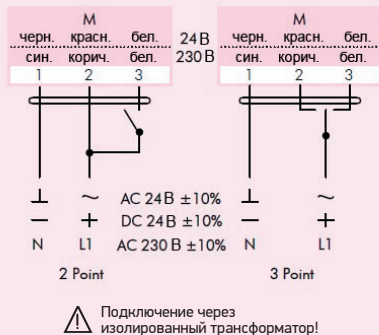 М М
черн. красн. бел. 24 В черн. красн. бел.
син. корич. бел. 230 В син. корич. бел.
1 2 3 1 2 3
⊥ ~ AC 24 В ±10% ⊥ ~
− + DC 24 В ±10% − +
N L1 AC 230 В ±10% N L1
2 Point 3 Point
Подключение через
изолированный трансформатор!